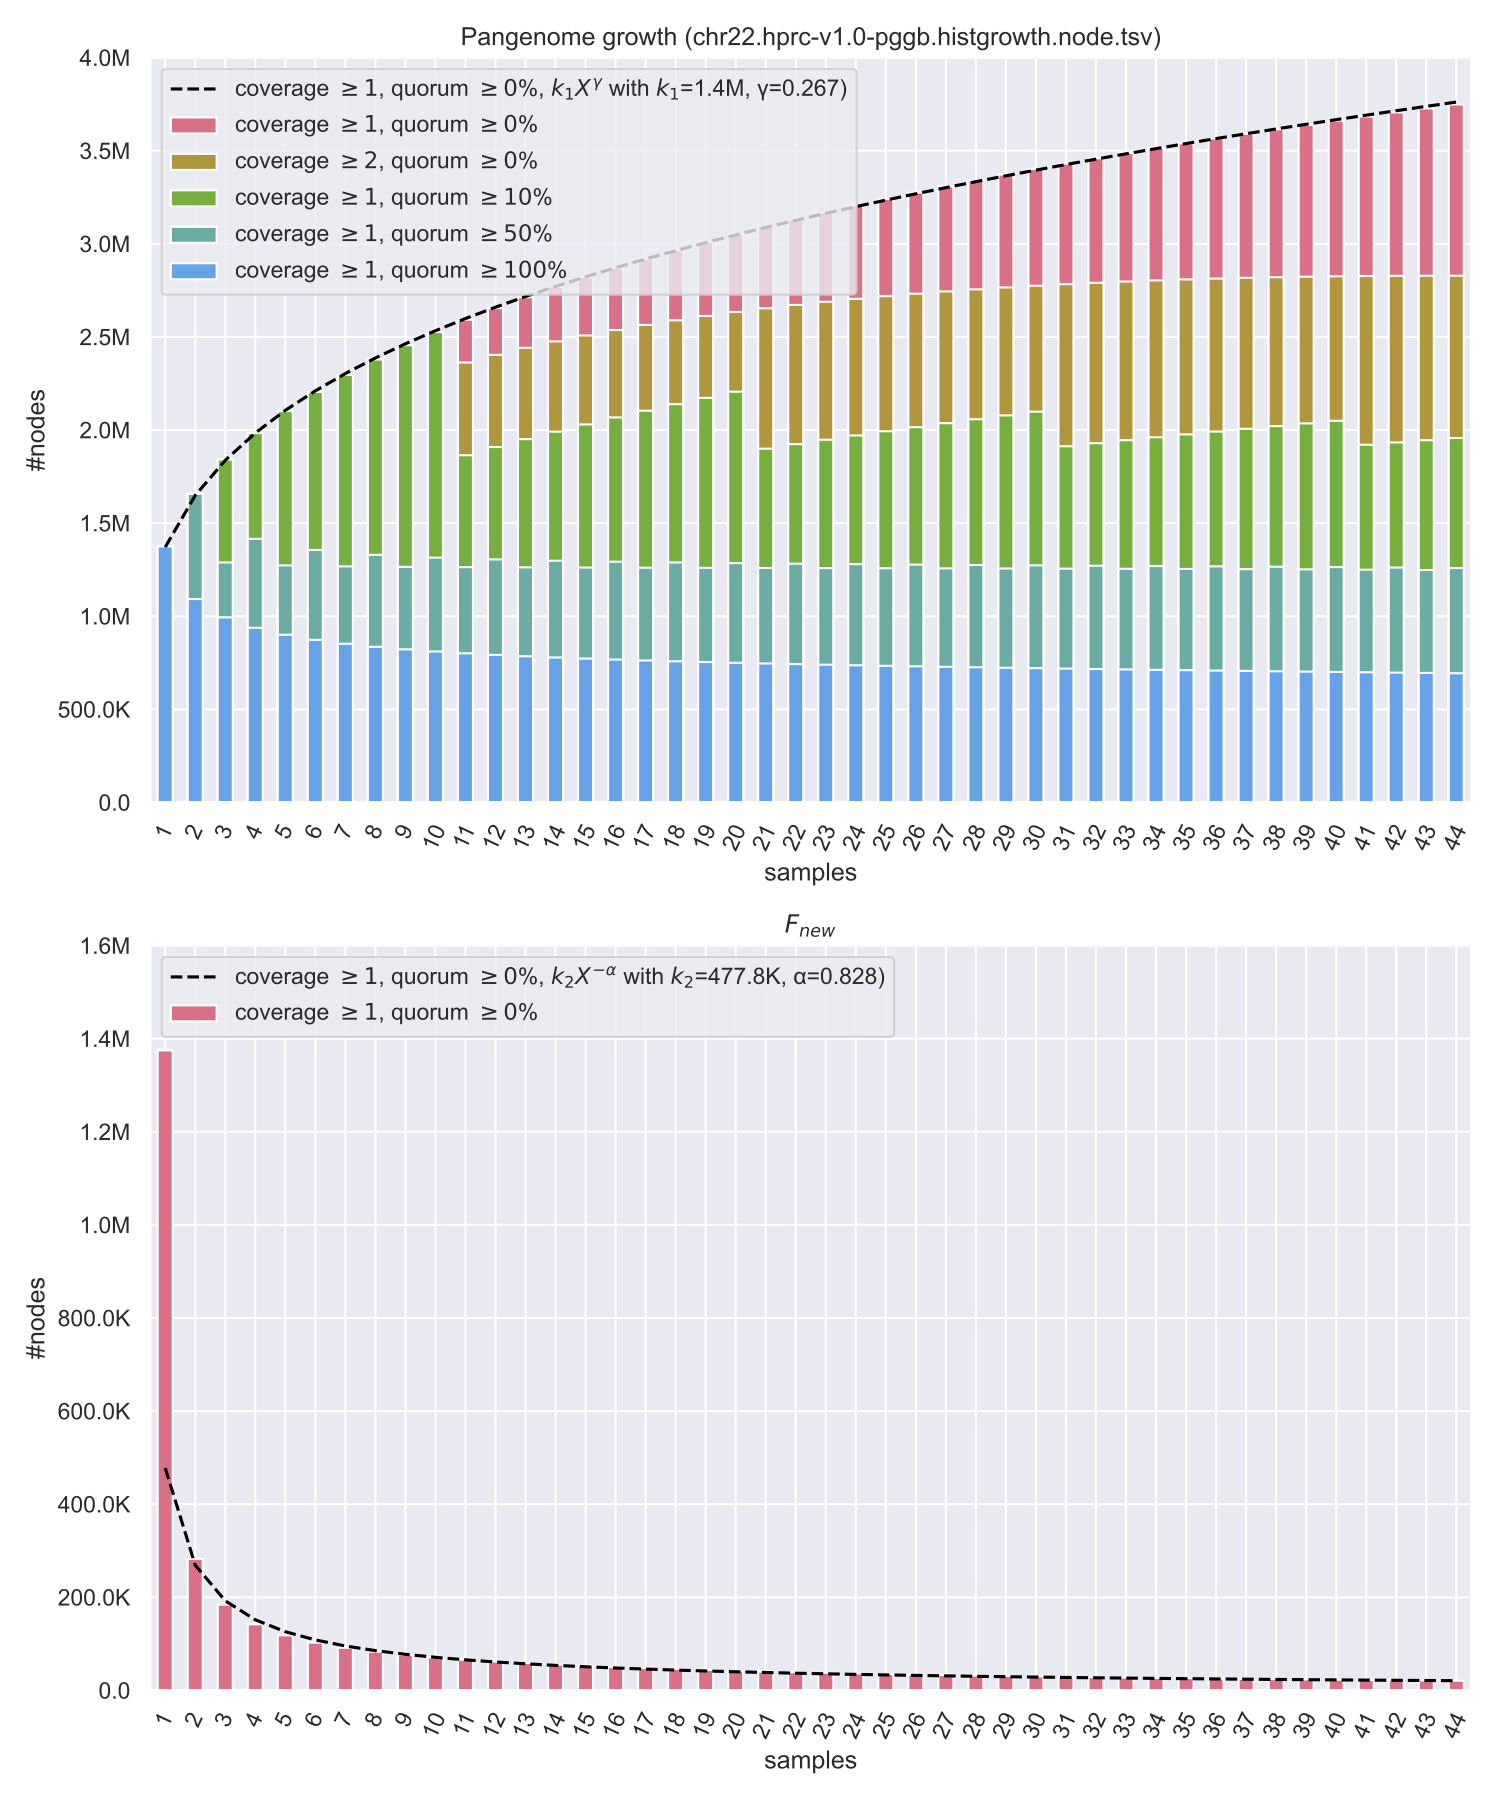 Pangenome growth (chr22.hprc-v1.0-pggb.histgrowth.node.tsv)
coverage ≥1, quorum ≥0%, k₁X^γ with k₁=1.4M, γ=0.267)
coverage ≥1, quorum ≥0%
coverage ≥2, quorum ≥0%
coverage ≥1, quorum ≥10%
coverage ≥1, quorum ≥50%
coverage ≥1, quorum ≥100%
#nodes
4.0M
3.5M
3.0M
2.5M
2.0M
1.5M
1.0M
500.0K
0.0
1 2 3 4 5 6 7 8 9 10 11 12 13 14 15 16 17 18 19 20 21 22 23 24 25 26 27 28 29 30 31 32 33 34 35 36 37 38 39 40 41 42 43 44
samples
F_new
coverage ≥1, quorum ≥0%, k₂X^−α with k₂=477.8K, α=0.828)
coverage ≥1, quorum ≥0%
#nodes
1.6M
1.4M
1.2M
1.0M
800.0K
600.0K
400.0K
200.0K
0.0
1 2 3 4 5 6 7 8 9 10 11 12 13 14 15 16 17 18 19 20 21 22 23 24 25 26 27 28 29 30 31 32 33 34 35 36 37 38 39 40 41 42 43 44
samples